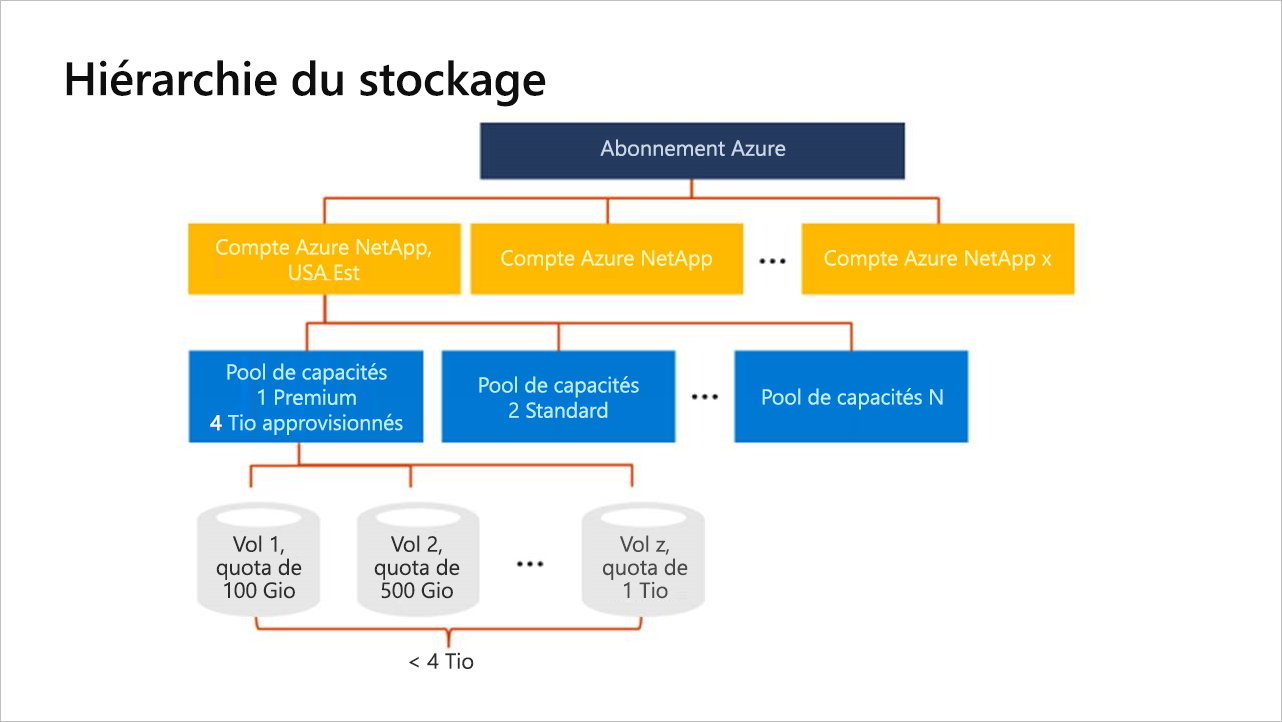 Hiérarchie du stockage
Abonnement Azure
Compte Azure NetApp,
USA Est
Compte Azure NetApp
...
Compte Azure NetApp x
Pool de capacités
1 Premium
4 Tio approvisionnés
Pool de capacités
2 Standard
...
Pool de capacités N
Vol 1,
quota de
100 Gio
Vol 2,
quota de
500 Gio
...
Vol z,
quota de
1 Tio
< 4 Tio